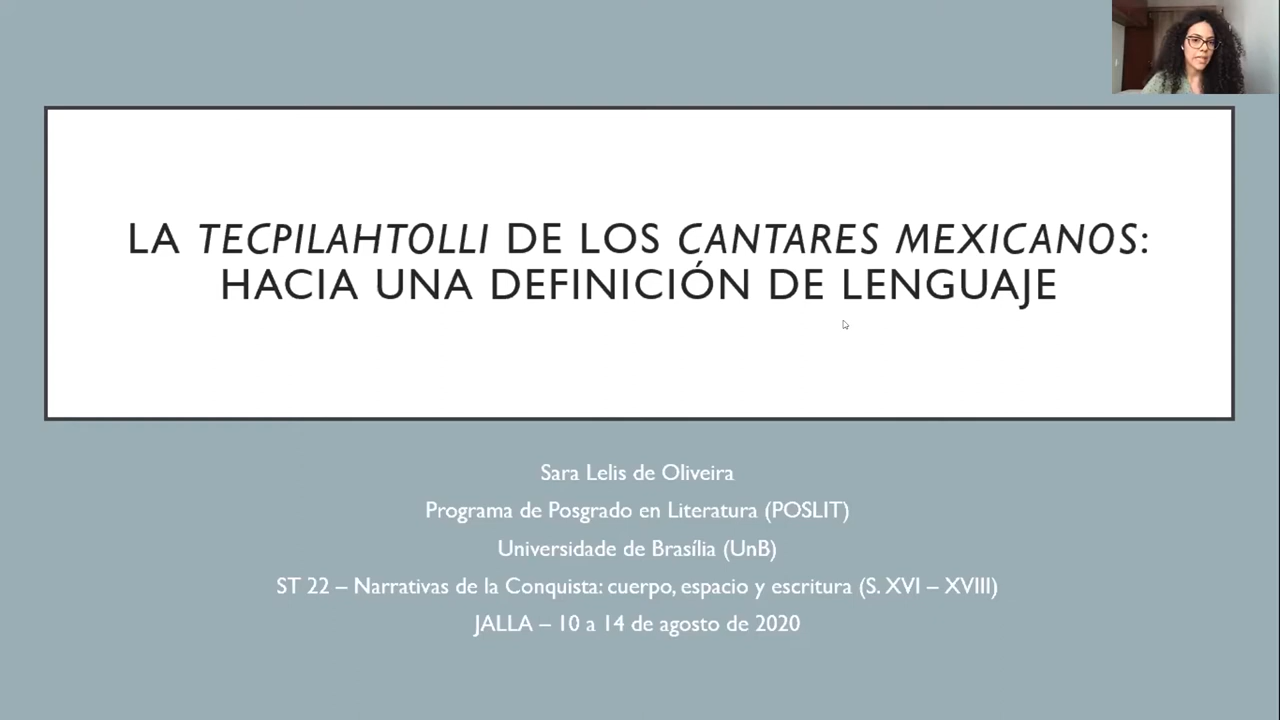 LA TECPILAHTOLLI DE LOS CANTARES MEXICANOS:
HACIA UNA DEFINICIÓN DE LENGUAJE
Sara Lelis de Oliveira
Programa de Posgrado en Literatura (POSLIT)
Universidade de Brasília (UnB)
ST 22 – Narrativas de la Conquista: cuerpo, espacio y escritura (S. XVI – XVIII)
JALLA – 10 a 14 de agosto de 2020